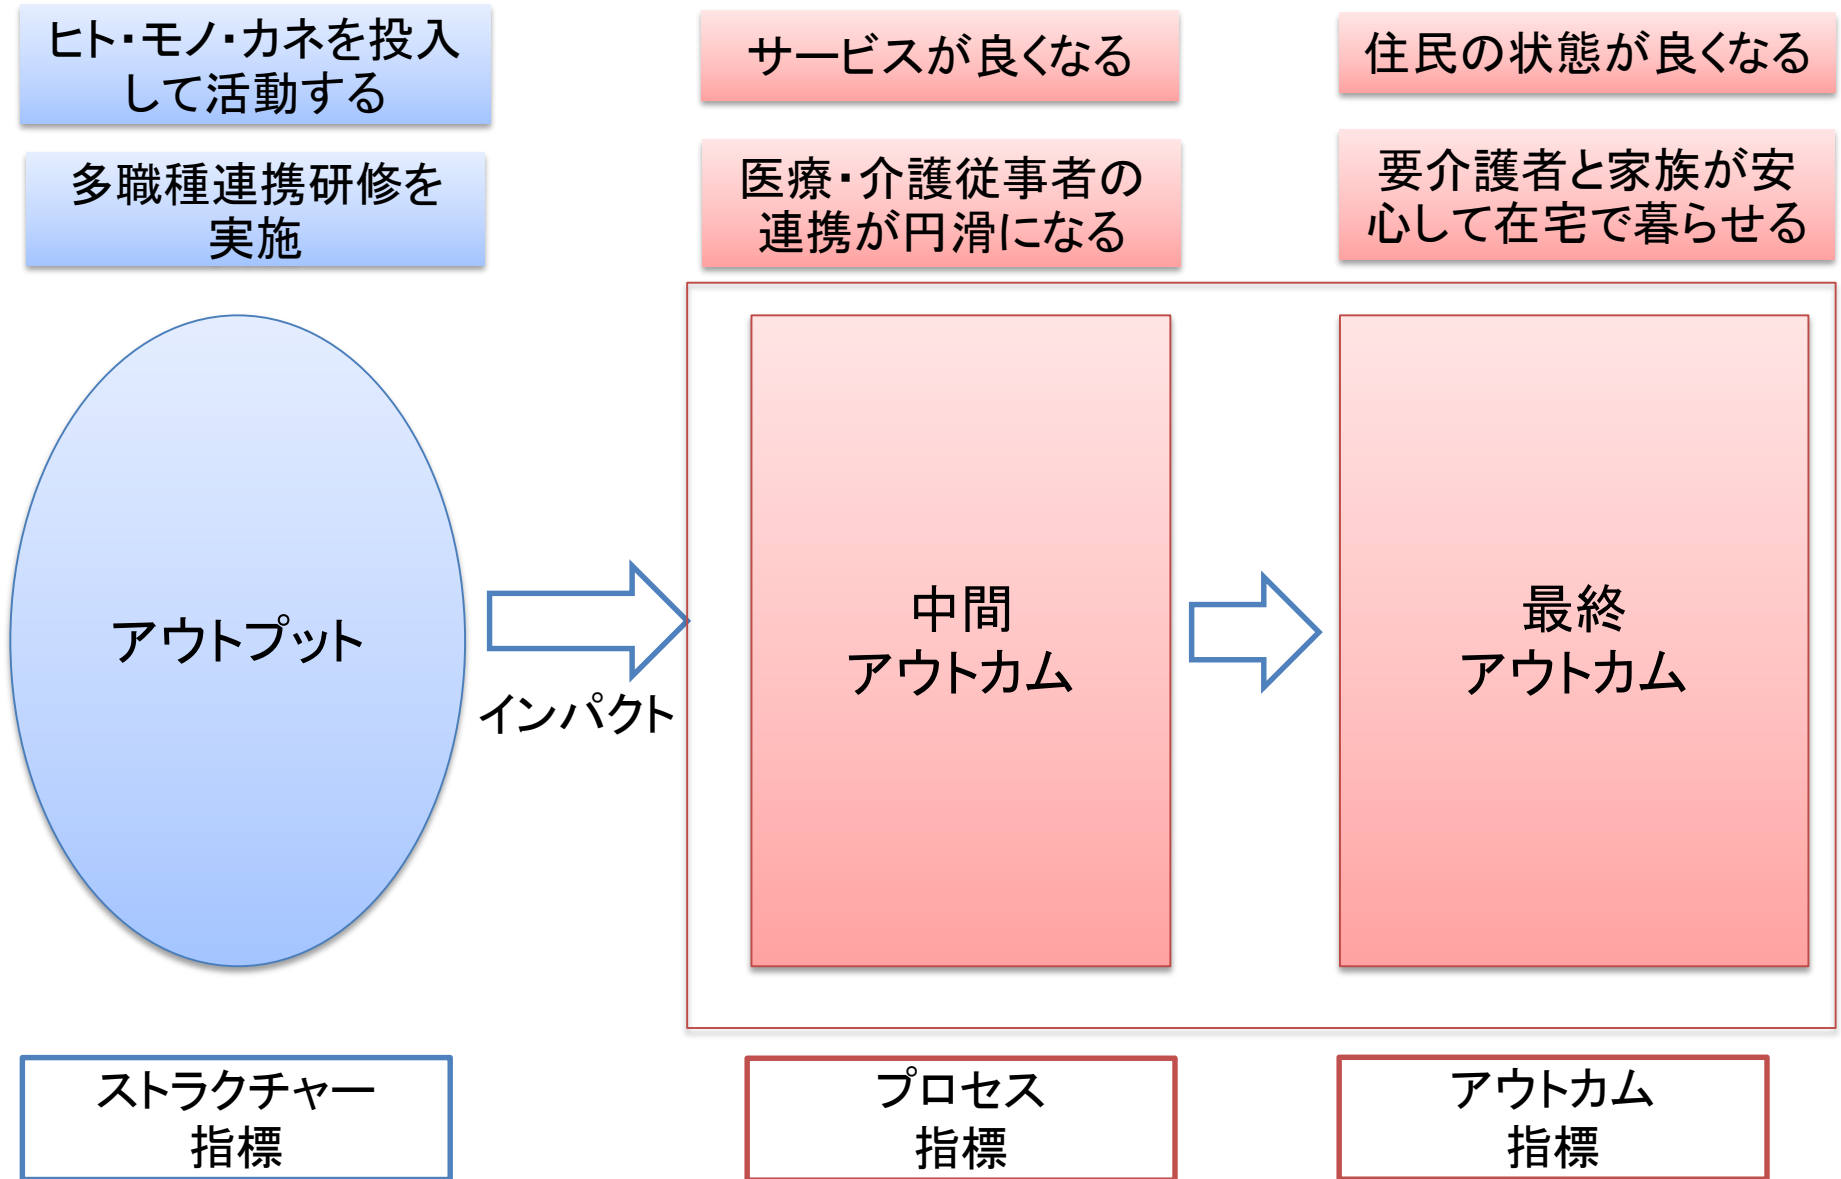 ヒト・モノ・カネを投入
して活動する
サービスが良くなる
住民の状態が良くなる
多職種連携研修を
実施
医療・介護従事者の
連携が円滑になる
要介護者と家族が安
心して在宅で暮らせる
アウトプット
インパクト
中間
アウトカム
最終
アウトカム
ストラクチャー
指標
プロセス
指標
アウトカム
指標